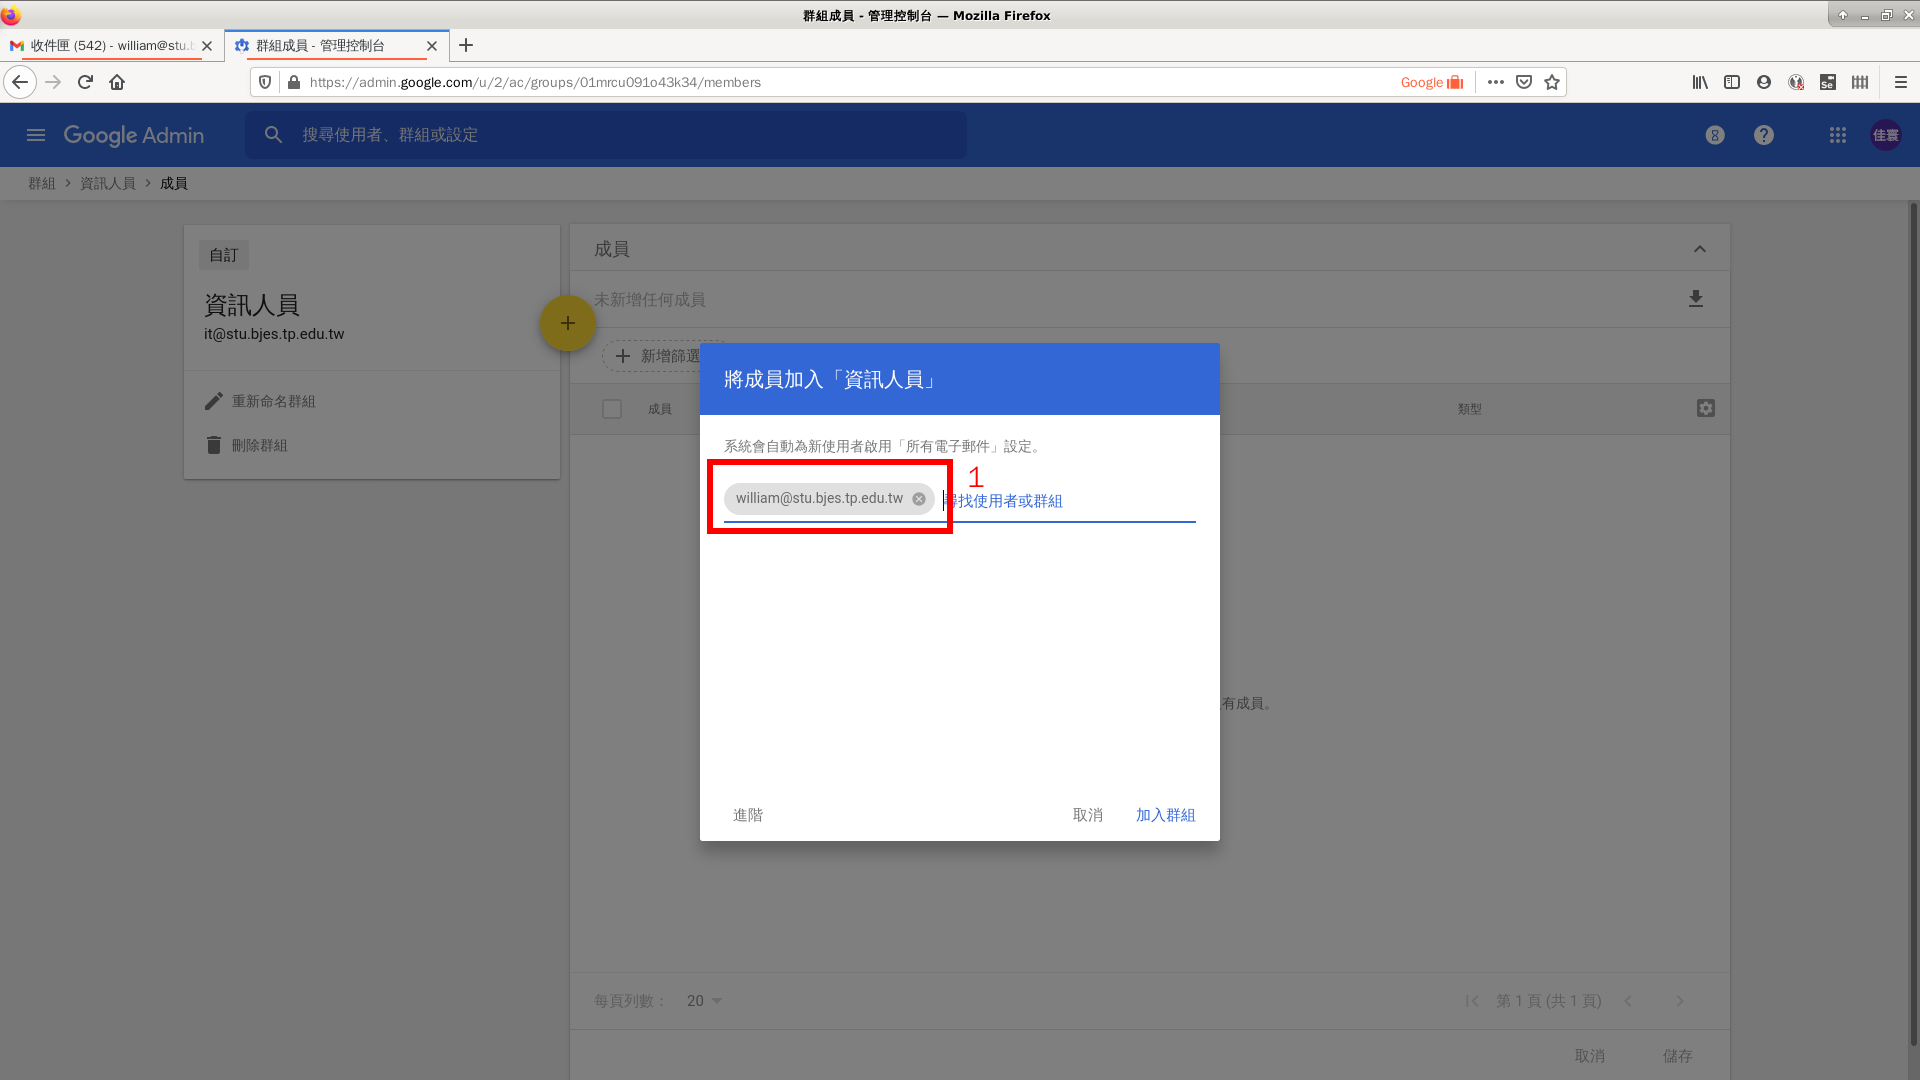 群組成員 - 管理控制台 — Mozilla Firefox
收件匣 (542) - william@stu.b
群組成員 - 管理控制台
https://admin.google.com/u/2/ac/groups/01mrcu091o43k34/members
Google
Google Admin
搜尋使用者、群組或設定
佳寰
群組 > 資訊人員 > 成員
自訂
資訊人員
it@stu.bjes.tp.edu.tw
重新命名群組
刪除群組
成員
未新增任何成員
新增篩選
成員
類型
將成員加入「資訊人員」
系統會自動為新使用者啟用「所有電子郵件」設定。
1
william@stu.bjes.tp.edu.tw
尋找使用者或群組
有成員。
進階
取消
加入群組
每頁列數：
20
第 1 頁 (共 1 頁)
取消
儲存